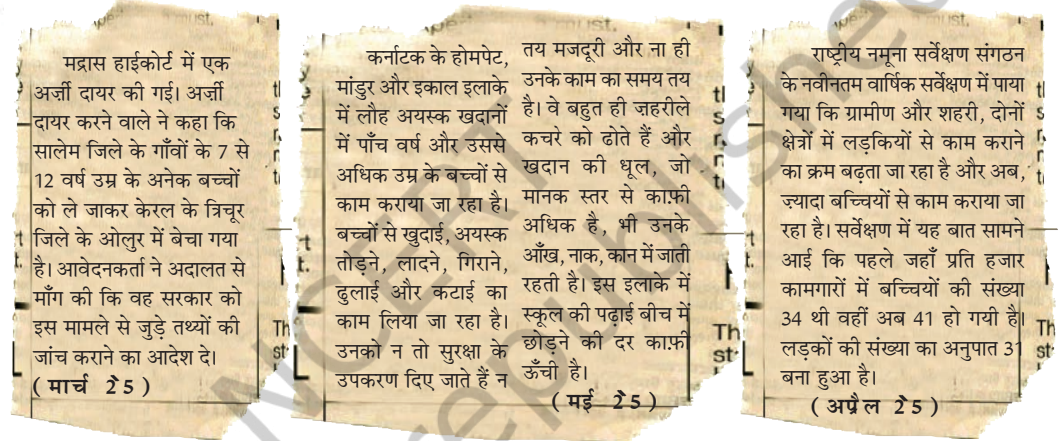 मद्रास हाईकोर्ट में एक
अर्ज़ी दायर की गई। अर्ज़ी
दायर करने वाले ने कहा कि
सालेम जिले के गाँवों के 7 से
12 वर्ष उम्र के अनेक बच्चों
को ले जाकर केरल के त्रिचूर
जिले के ओलुर में बेचा गया
है। आवेदनकर्ता ने अदालत से
माँग की कि वह सरकार को
इस मामले से जुड़े तथ्यों की
जांच कराने का आदेश दे।
( मार्च 25 )
कर्नाटक के होमपेट,
मांडुर और इकाल इलाके
में लौह अयस्क खदानों
में पाँच वर्ष और उससे
अधिक उम्र के बच्चों से
काम कराया जा रहा है।
बच्चों से खुदाई, अयस्क
तोड़ने, लादने, गिराने,
ढुलाई और कटाई का
काम लिया जा रहा है।
उनको न तो सुरक्षा के
उपकरण दिए जाते हैं न
तय मजदूरी और ना ही
उनके काम का समय तय
है। वे बहुत ही ज़हरीले
कचरे को ढोते हैं और
खदान की धूल, जो
मानक स्तर से काफ़ी
अधिक है, भी उनके
आँख, नाक, कान में जाती
रहती है। इस इलाके में
स्कूल की पढ़ाई बीच में
छोड़ने की दर काफ़ी
ऊँची है।
( मई 25 )
राष्ट्रीय नमूना सर्वेक्षण संगठन
के नवीनतम वार्षिक सर्वेक्षण में पाया
गया कि ग्रामीण और शहरी, दोनों
क्षेत्रों में लड़कियों से काम कराने
का क्रम बढ़ता जा रहा है और अब,
ज़्यादा बच्चियों से काम कराया जा
रहा है। सर्वेक्षण में यह बात सामने
आई कि पहले जहाँ प्रति हजार
कामगारों में बच्चियों की संख्या
34 थी वहीं अब 41 हो गयी है।
लड़कों की संख्या का अनुपात 31
बना हुआ है।
( अप्रैल 25 )